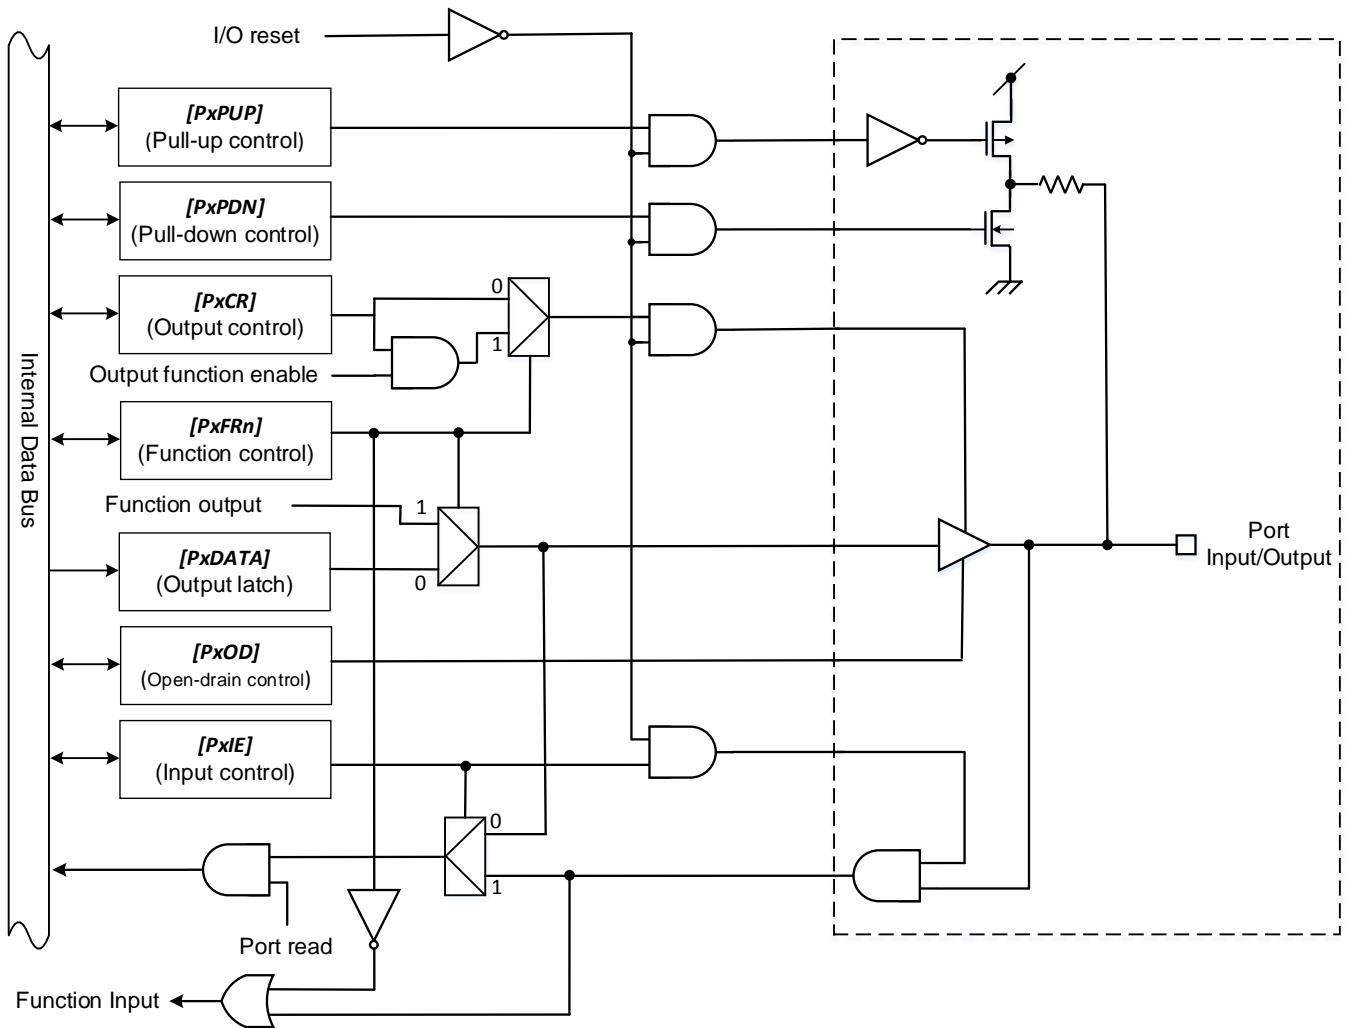 I/O reset
[PxPUP]
(Pull-up control)
[PxPDN]
(Pull-down control)
[PxCR]
(Output control)
0
1
Output function enable
[PxFRn]
(Function control)
Internal Data Bus
Function output
1
[PxDATA]
(Output latch)
0
Port
Input/Output
[PxOD]
(Open-drain control)
[PxIE]
(Input control)
0
1
Port read
Function Input